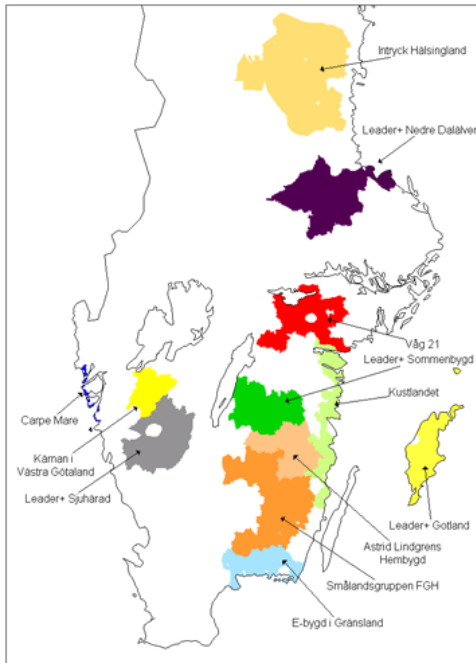 Intryck Hälsingland
Leader+ Nedre Dalälven
Våg 21
Leader+ Sommenbygd
Kustlandet
Carpe Mare
Kärnan i
Västra Götaland
Leader+ Sjuhärad
Leader+ Gotland
Astrid Lindgrens
Hembygd
Smålandsgruppen FGH
E-bygd i Gränsland